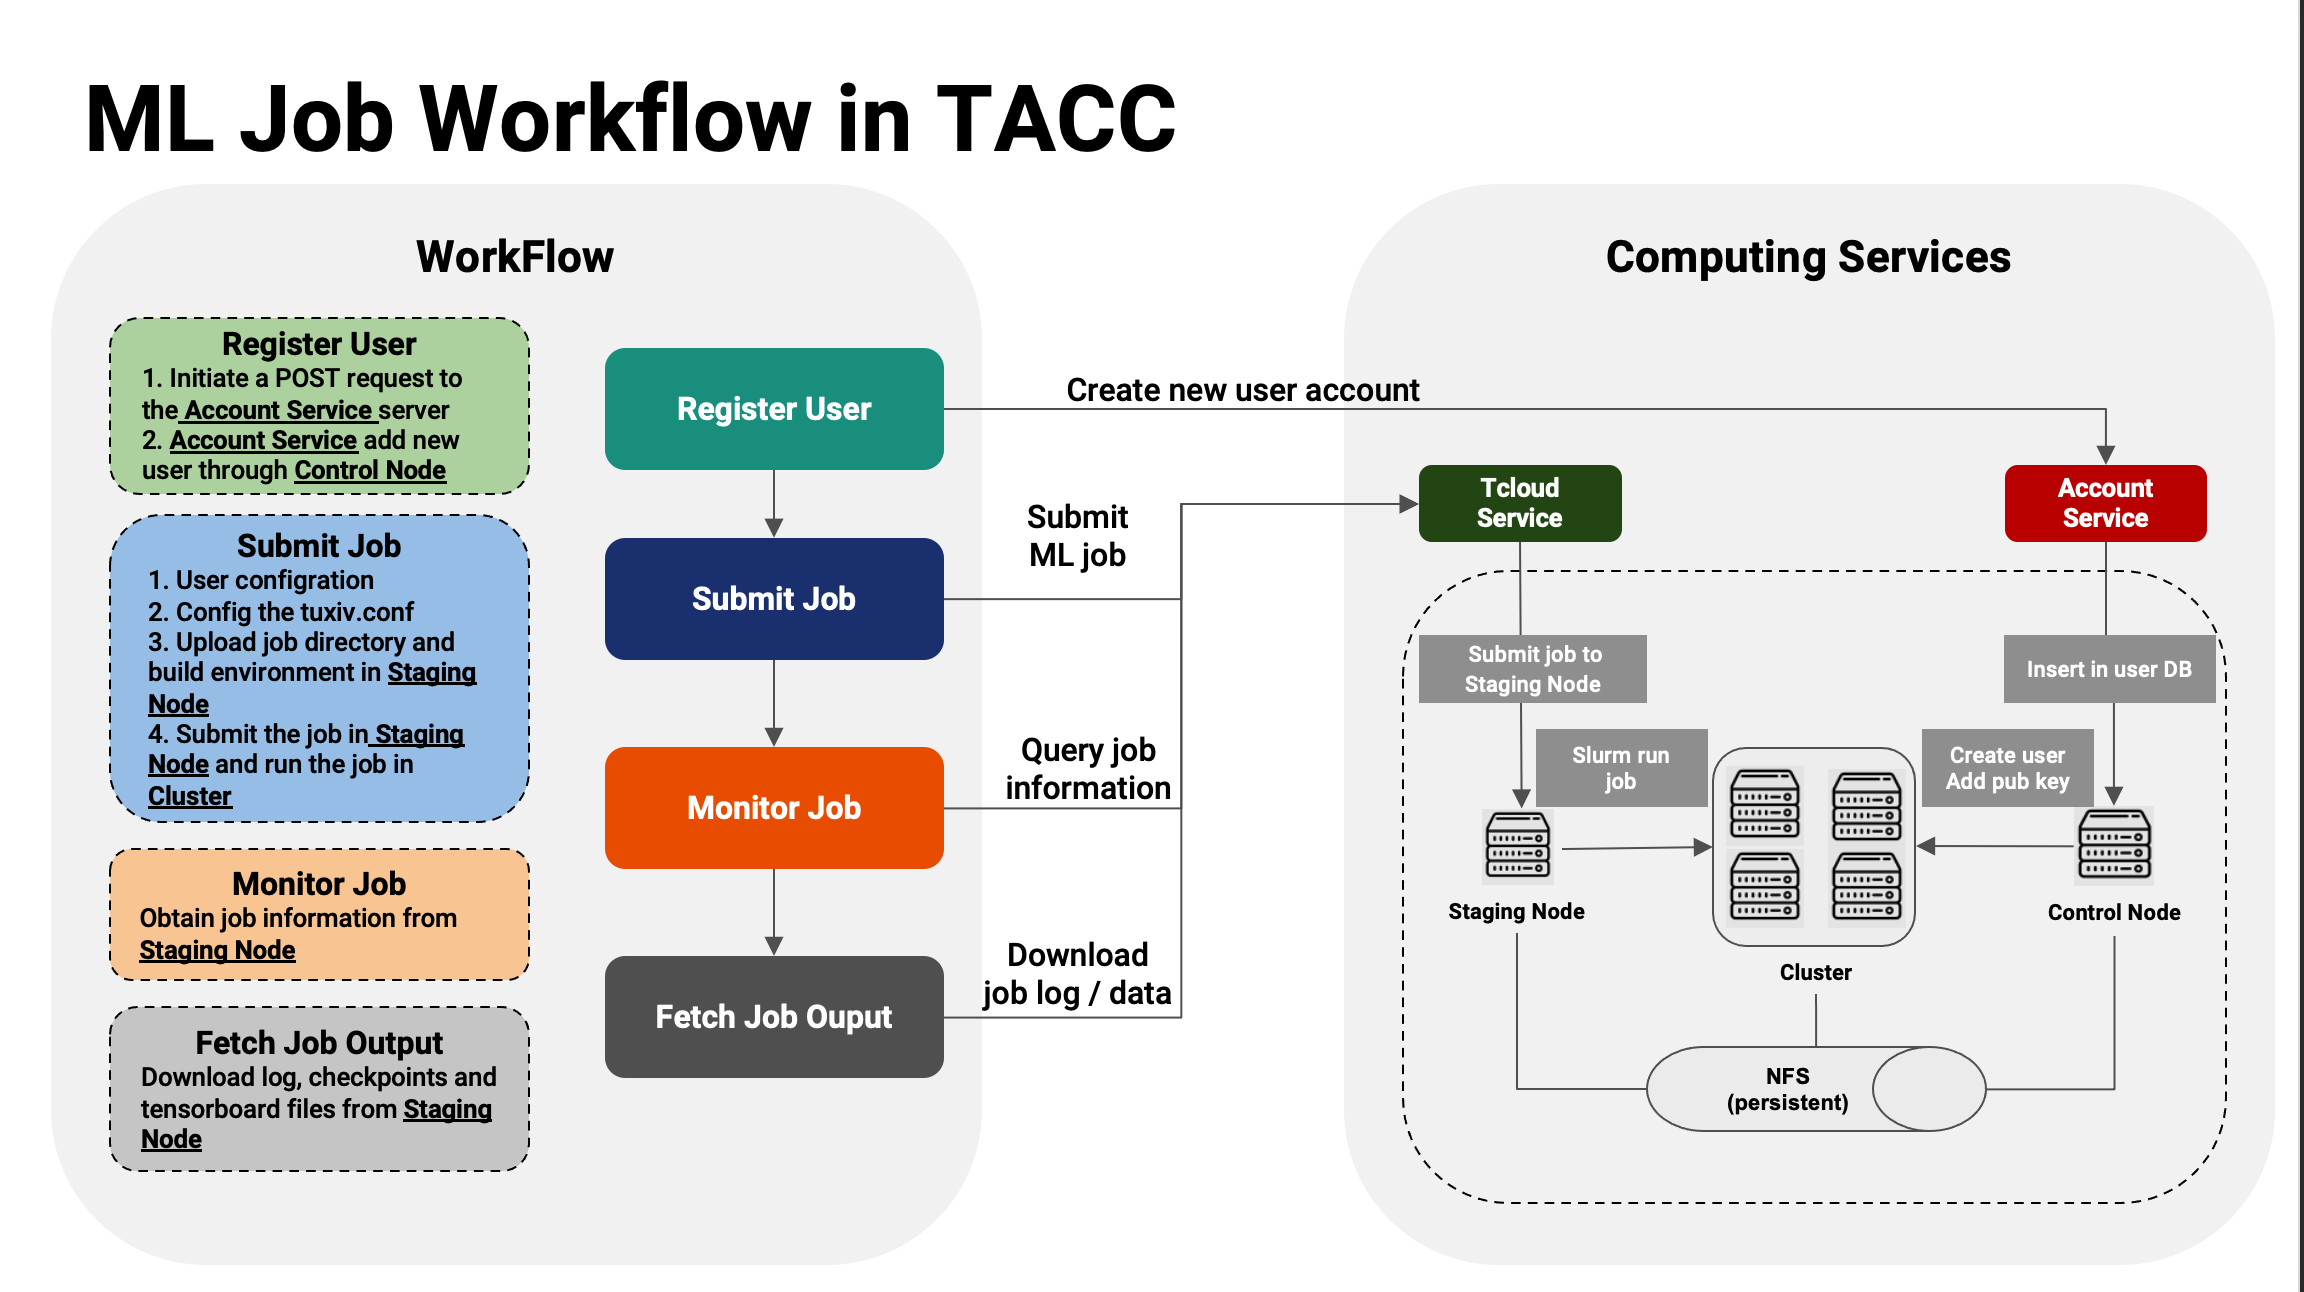 ML Job Workflow in TACC
WorkFlow
Register User
1. Initiate a POST request to
the Account Service server
2. Account Service add new
user through Control Node
Submit Job
1. User configration
2. Config the tuxiv.conf
3. Upload job directory and
build environment in Staging
Node
4. Submit the job in Staging
Node and run the job in
Cluster
Monitor Job
Obtain job information from
Staging Node
Fetch Job Output
Download log, checkpoints and
tensorboard files from Staging
Node
Register User
Submit Job
Monitor Job
Fetch Job Ouput
Create new user account
Submit
ML job
Query job
information
Download
job log / data
Computing Services
Tcloud
Service
Account
Service
Submit job to
Staging Node
Insert in user DB
Slurm run
job
Create user
Add pub key
Staging Node
Cluster
Control Node
NFS
(persistent)